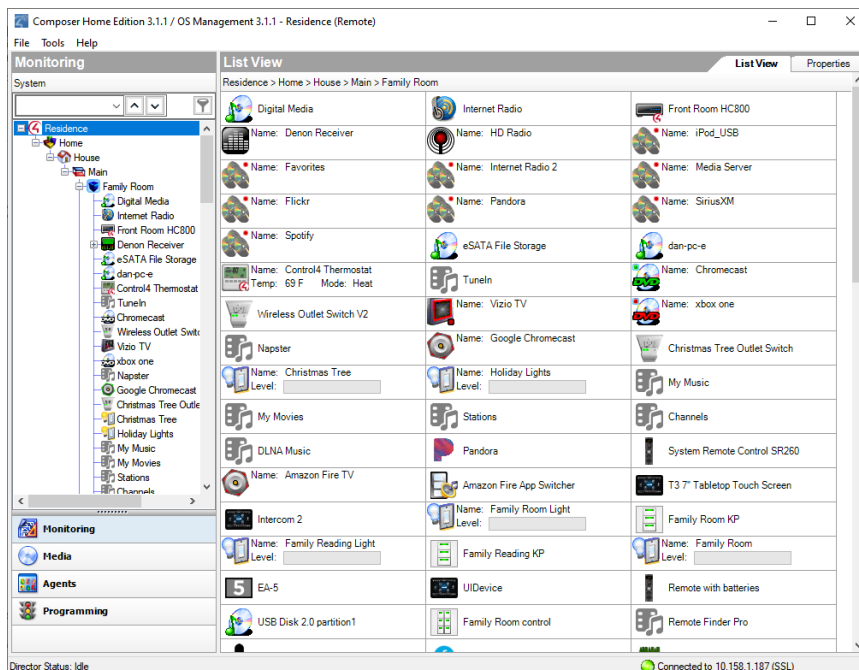 Composer Home Edition 3.1.1 / OS Management 3.1.1 - Residence (Remote)
File Tools Help
Monitoring
System
Residence
Home
House
Main
Family Room
Digital Media
Internet Radio
Front Room HC800
Denon Receiver
eSATA File Storage
dan-pc-e
Control4 Thermostat
TuneIn
Chromecast
Wireless Outlet Switc
Vizio TV
xbox one
Napster
Google Chromecast
Christmas Tree Outle
Christmas Tree
Holiday Lights
My Music
My Movies
Stations
Channels
Monitoring
Media
Agents
Programming
List View
List View Properties
Residence > Home > House > Main > Family Room
Digital Media
Internet Radio
Front Room HC800
Name: Denon Receiver
Name: HD Radio
Name: iPod_USB
Name: Favorites
Name: Internet Radio 2
Name: Media Server
Name: Flickr
Name: Pandora
Name: SiriusXM
Name: Spotify
eSATA File Storage
dan-pc-e
Name: Control4 Thermostat
Temp: 69 F Mode: Heat
TuneIn
Name: Chromecast
DVD
Wireless Outlet Switch V2
Name: Vizio TV
Name: xbox one
DVD
Napster
Name: Google Chromecast
Christmas Tree Outlet Switch
Name: Christmas Tree
Level:
Name: Holiday Lights
Level:
My Music
My Movies
Stations
Channels
DLNA Music
Pandora
System Remote Control SR260
Name: Amazon Fire TV
Amazon Fire App Switcher
T3 7" Tabletop Touch Screen
Intercom 2
Name: Family Room Light
Level:
Family Room KP
Name: Family Reading Light
Level:
Family Reading KP
Name: Family Room
Level:
5
EA-5
UIDevice
Remote with batteries
USB Disk 2.0 partition1
Family Room control
Remote Finder Pro
Director Status: Idle
Connected to 10.158.1.187 (SSL)